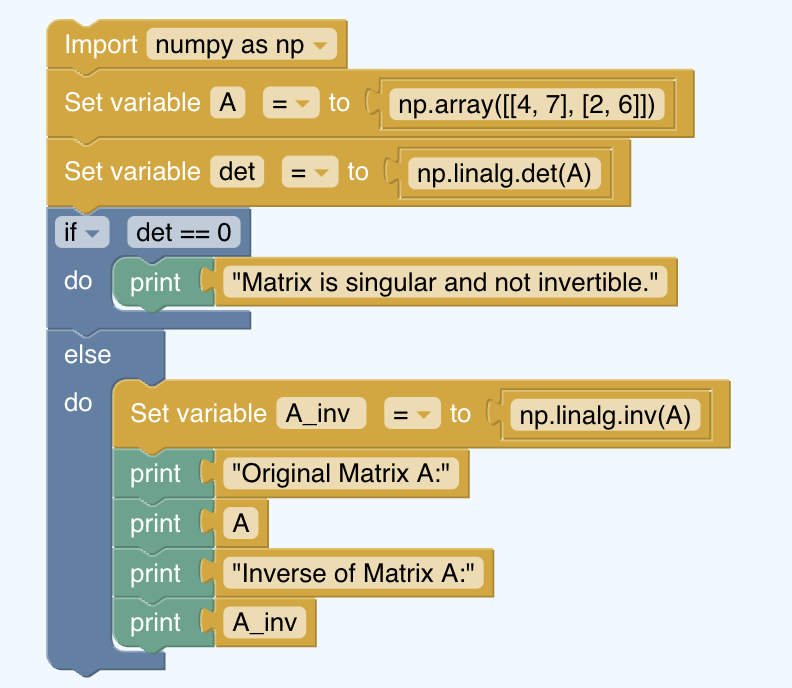 Import numpy as np
Set variable A = to np.array([[4, 7], [2, 6]])
Set variable det = to np.linalg.det(A)
if det == 0
do print "Matrix is singular and not invertible."
else
do Set variable A_inv = to np.linalg.inv(A)
print "Original Matrix A:"
print A
print "Inverse of Matrix A:"
print A_inv